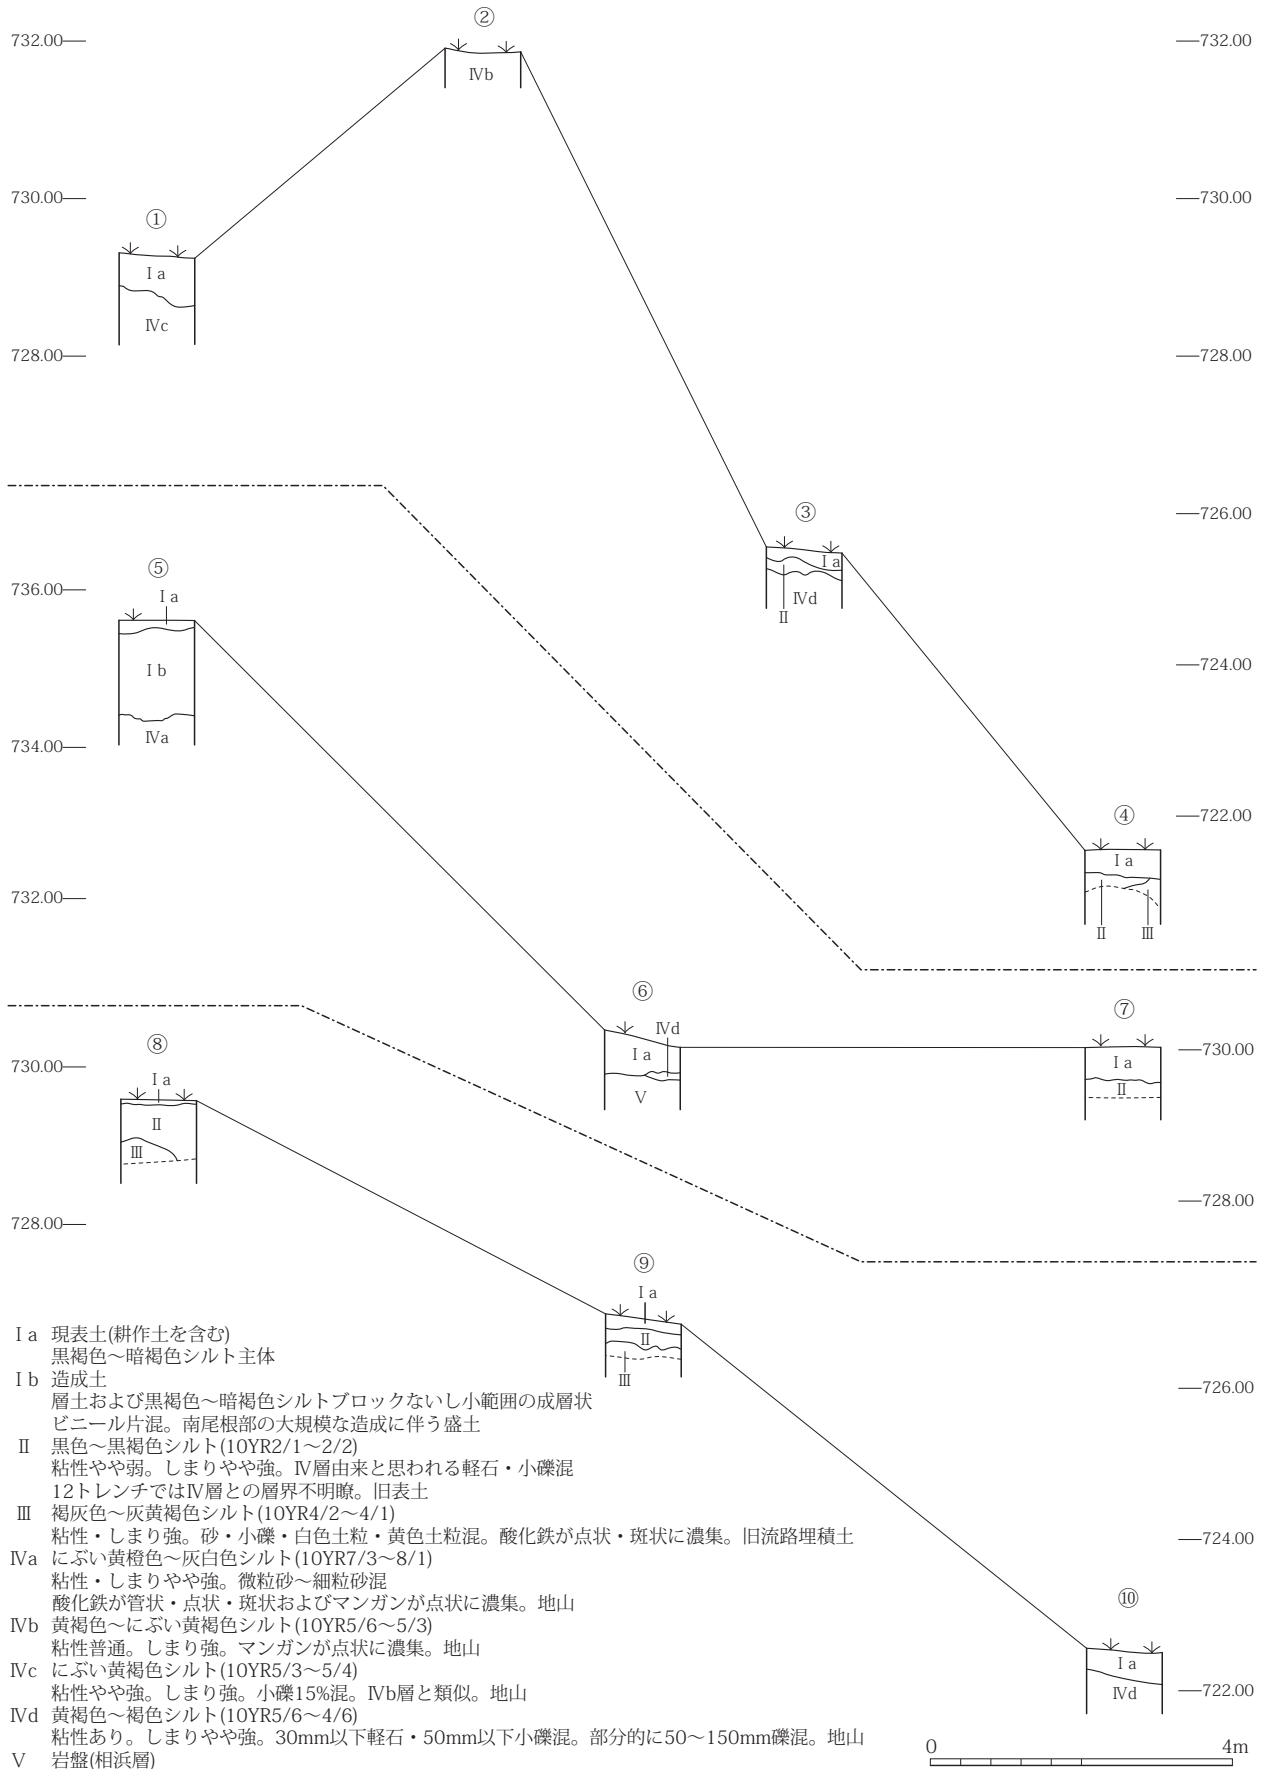 ②
732.00
732.00
Ⅳb
730.00
730.00
①
Ⅰa
Ⅳc
728.00
728.00
③
726.00
Ⅰa
Ⅳd
Ⅱ
⑤
736.00
Ⅰa
Ⅰb
Ⅳa
734.00
724.00
④
722.00
Ⅰa
Ⅱ
Ⅲ
732.00
⑥
Ⅳd
Ⅰa
Ⅴ
⑦
730.00
Ⅰa
Ⅱ
⑧
730.00
Ⅰa
Ⅱ
Ⅲ
728.00
728.00
⑨
Ⅰa
Ⅱ
Ⅲ
726.00
724.00
⑩
Ⅰa
Ⅳd
722.00
Ⅰa 現表土(耕作土を含む)
黒褐色～暗褐色シルト主体
Ⅰb 造成土
層土および黒褐色～暗褐色シルトブロックないし小範囲の成層状
ビニール片混。南尾根部の大規模な造成に伴う盛土
Ⅱ 黒色～黒褐色シルト(10YR2/1～2/2)
粘性やや弱。しまりやや強。Ⅳ層由来と思われる軽石・小礫混
12トレンチではⅣ層との層界不明瞭。旧表土
Ⅲ 褐灰色～灰黄褐色シルト(10YR4/2～4/1)
粘性・しまり強。砂・小礫・白色土粒・黄色土粒混。酸化鉄が点状・斑状に濃集。旧流路埋積土
Ⅳa にぶい黄橙色～灰白色シルト(10YR7/3～8/1)
粘性・しまりやや強。微粒砂～細粒砂混
酸化鉄が管状・点状・斑状およびマンガンが点状に濃集。地山
Ⅳb 黄褐色～にぶい黄褐色シルト(10YR5/6～5/3)
粘性普通。しまり強。マンガンが点状に濃集。地山
Ⅳc にぶい黄褐色シルト(10YR5/3～5/4)
粘性やや強。しまり強。小礫15%混。Ⅳb層と類似。地山
Ⅳd 黄褐色～褐色シルト(10YR5/6～4/6)
粘性あり。しまりやや強。30mm以下軽石・50mm以下小礫混。部分的に50～150mm礫混。地山
Ⅴ 岩盤(相浜層)
0 4m